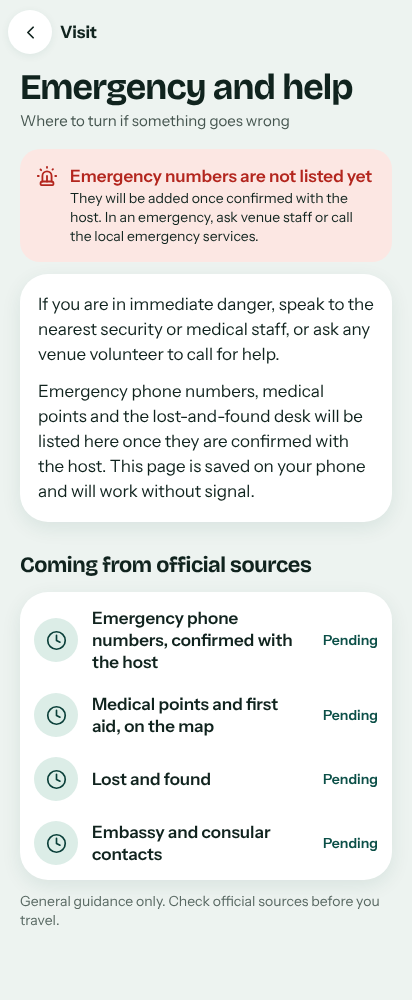 Visit
Emergency and help
Where to turn if something goes wrong
Emergency numbers are not listed yet
They will be added once confirmed with the
host. In an emergency, ask venue staff or call
the local emergency services.
If you are in immediate danger, speak to the
nearest security or medical staff, or ask any
venue volunteer to call for help.
Emergency phone numbers, medical
points and the lost-and-found desk will be
listed here once they are confirmed with
the host. This page is saved on your phone
and will work without signal.
Coming from official sources
Emergency phone
numbers, confirmed with
the host
Pending
Medical points and first
aid, on the map
Pending
Lost and found
Pending
Embassy and consular
contacts
Pending
General guidance only. Check official sources before you
travel.